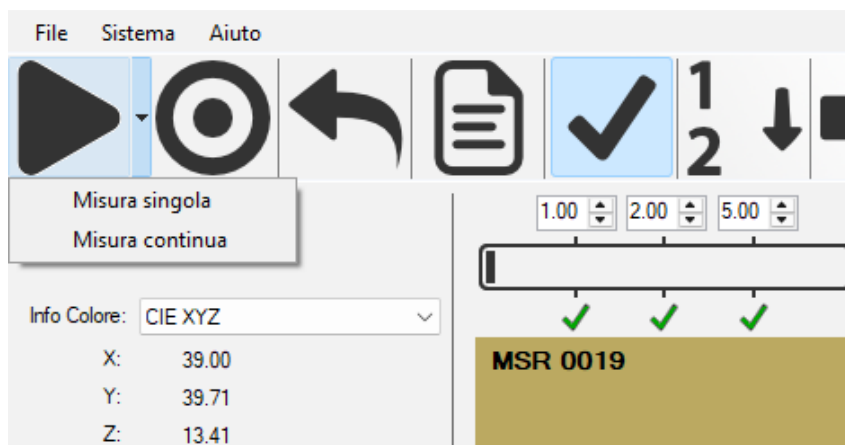 File Sistema Aiuto
1
2
Misura singola
Misura continua
1.00 2.00 5.00
Info Colore: CIE XYZ
X: 39.00
Y: 39.71
Z: 13.41
MSR 0019